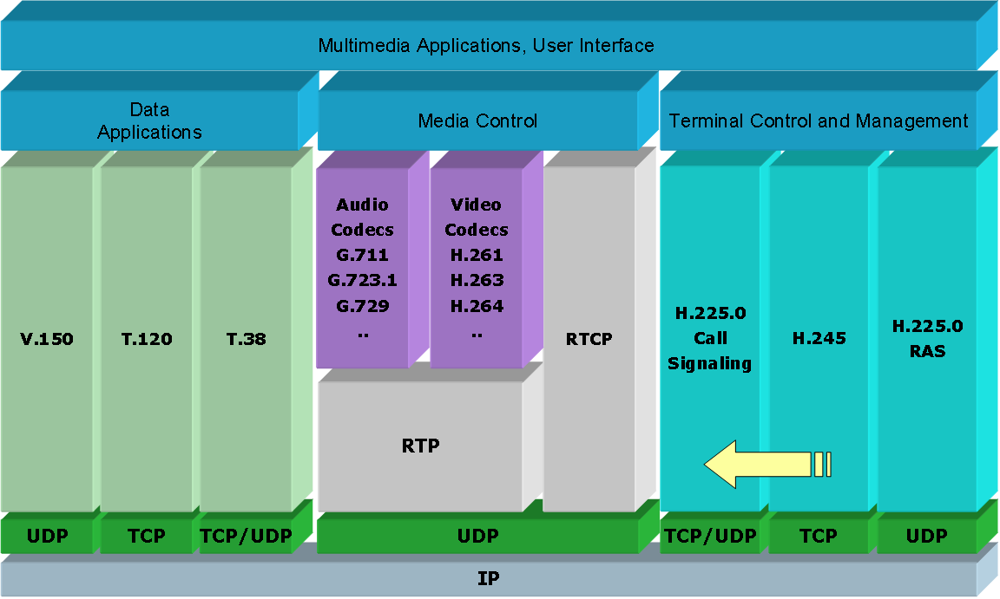 Multimedia Applications, User Interface
Data
Applications
Media Control
Terminal Control and Management
V.150
T.120
T.38
Audio
Codecs
G.711
G.723.1
G.729
..
Video
Codecs
H.261
H.263
H.264
..
RTP
RTCP
H.225.0
Call
Signaling
H.245
H.225.0
RAS
UDP
TCP
TCP/UDP
UDP
TCP/UDP
TCP
UDP
IP